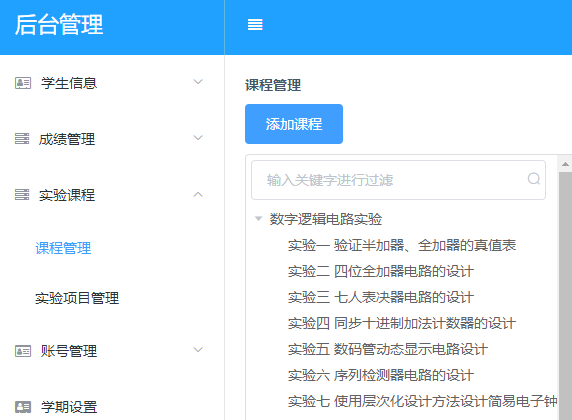 后台管理
学生信息
成绩管理
实验课程
课程管理
实验项目管理
账号管理
学期设置
课程管理
添加课程
输入关键字进行过滤
数字逻辑电路实验
实验一 验证半加器、全加器的真值表
实验二 四位全加器电路的设计
实验三 七人表决器电路的设计
实验四 同步十进制加法计数器的设计
实验五 数码管动态显示电路设计
实验六 序列检测器电路的设计
实验七 使用层次化设计方法设计简易电子钟